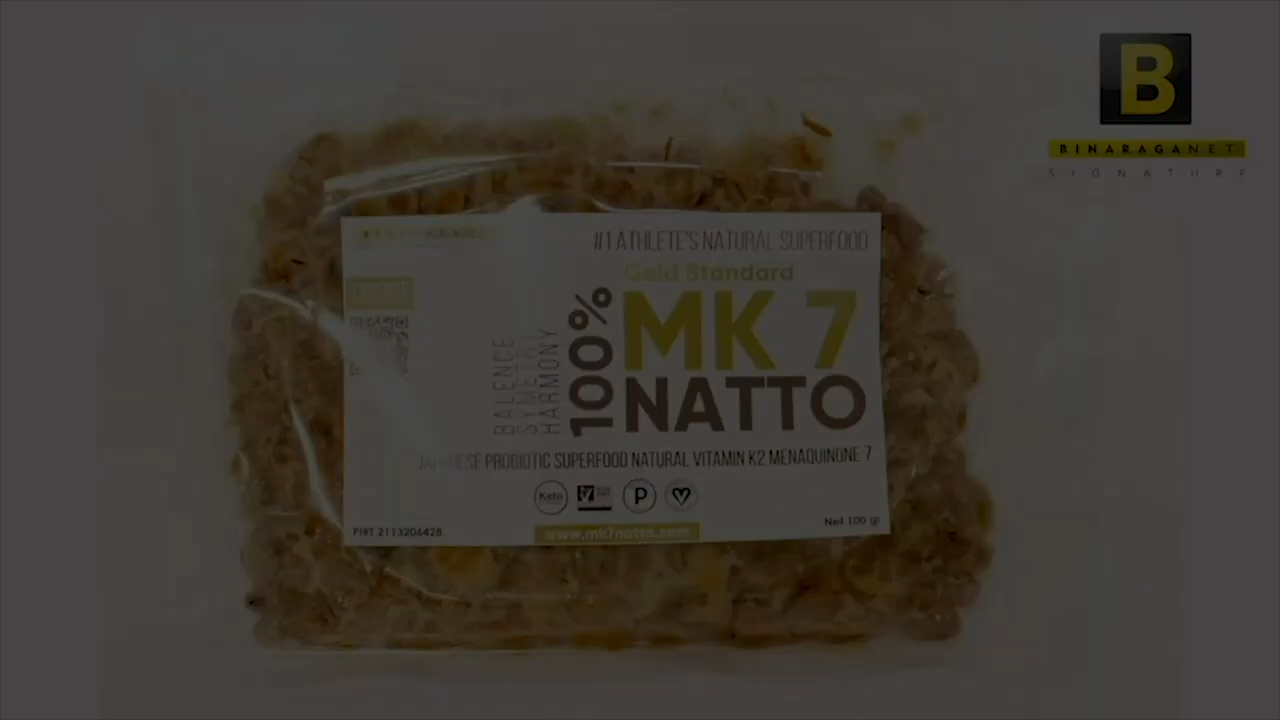 B
BINARAGANET
SIGNATURE
#1 ATHLETE'S NATURAL SUPERFOOD
Gold Standard
100%
MK 7
NATTO
BALENCE
SYMETRY
HARMONY
JAPANESE PROBIOTIC SUPERFOOD NATURAL VITAMIN K2 MENAQUINONE 7
Keto
P
PIRT 2113206428
www.mk7natto.com
Net 100 gr